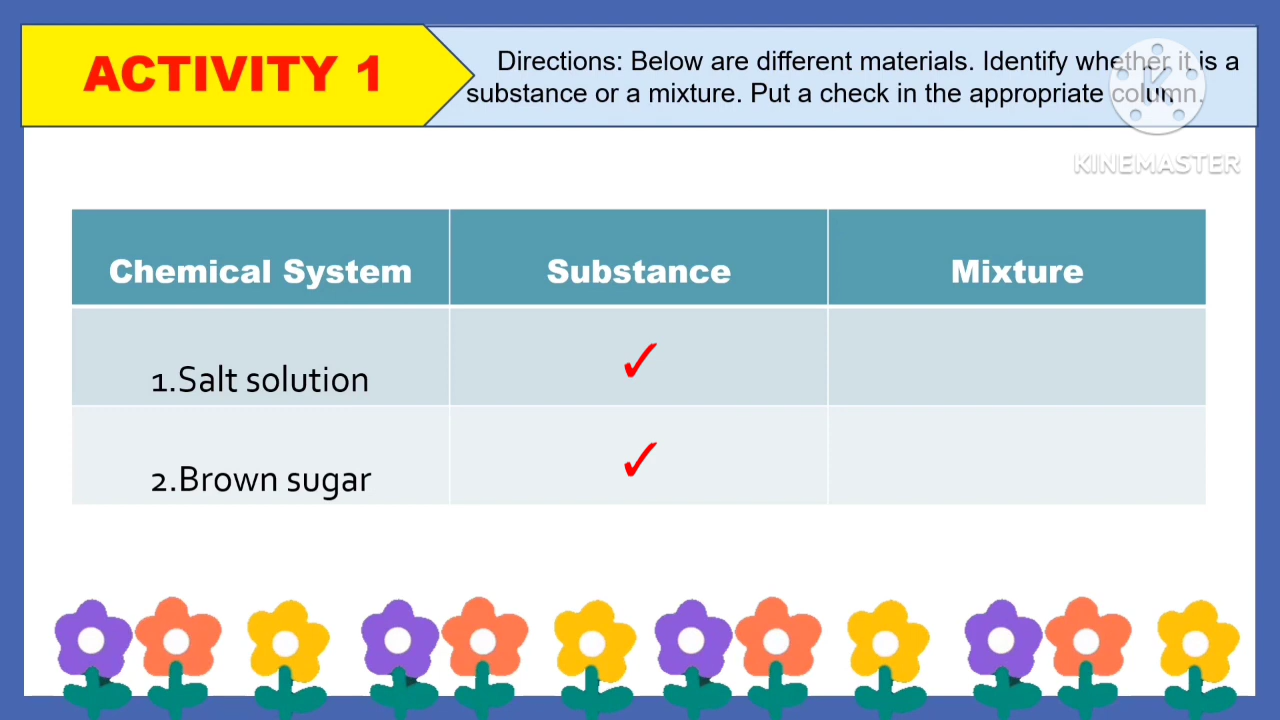 ACTIVITY 1
Directions: Below are different materials. Identify whether it is a
substance or a mixture. Put a check in the appropriate column.
K
KINEMASTER
Chemical System Substance Mixture
1.Salt solution ✓
2.Brown sugar ✓